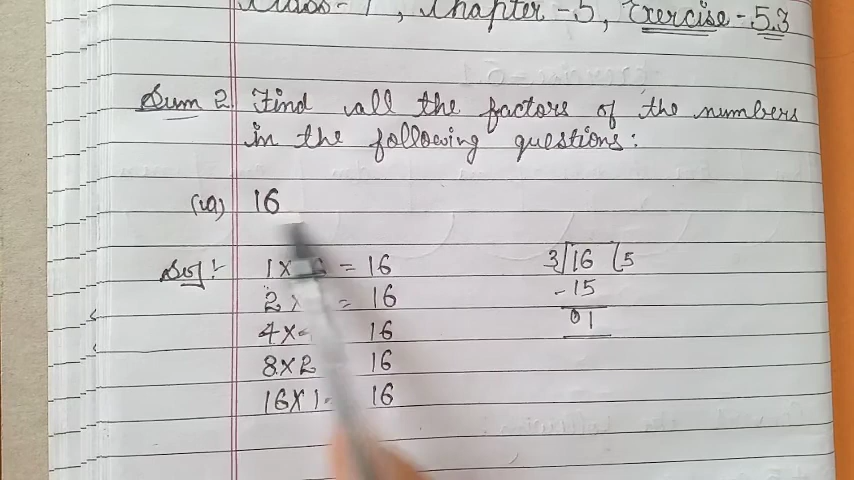 Chapter - 5, Exercise - 5.3
Sum 2. Find all the factors of the numbers
in the following questions:
(a) 16
Sol:-
1 × = 16
2 × = 16
4 × 16
8 × 2 16
16 × 1 16
3 16 5
- 15
01